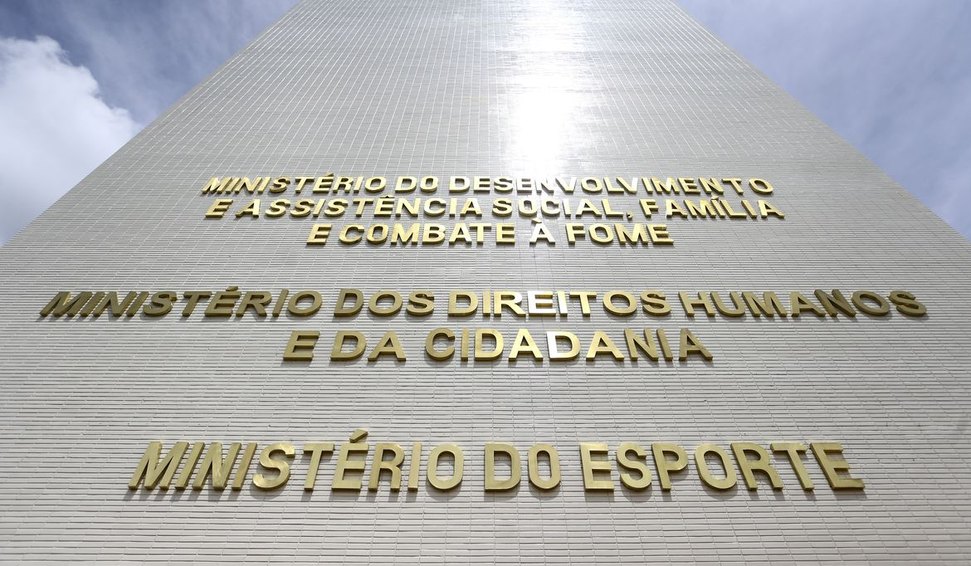 MINISTÉRIO DO DESENVOLVIMENTO
E ASSISTÊNCIA SOCIAL, FAMÍLIA
E COMBATE À FOME
MINISTÉRIO DOS DIREITOS HUMANOS
E DA CIDADANIA
MINISTÉRIO DO ESPORTE